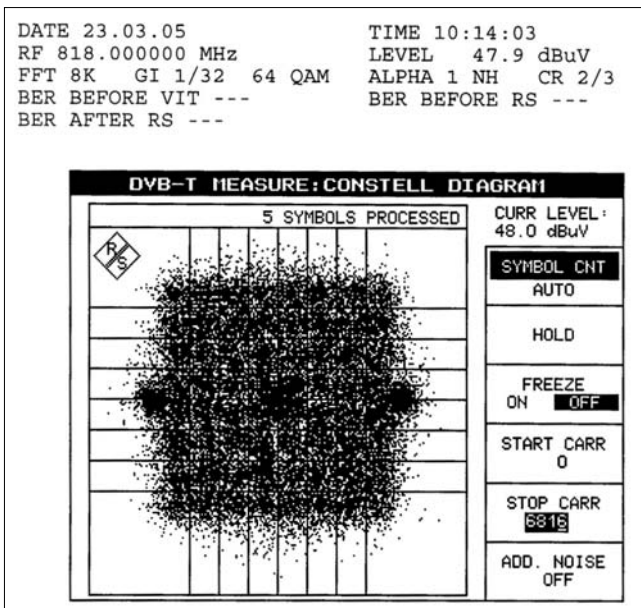 DATE 23.03.05 TIME 10:14:03
RF 818.000000 MHz LEVEL 47.9 dBuV
FFT 8K GI 1/32 64 QAM ALPHA 1 NH CR 2/3
BER BEFORE VIT --- BER BEFORE RS ---
BER AFTER RS ---
DVB-T MEASURE:CONSTELL DIAGRAM
5 SYMBOLS PROCESSED
R/S
CURR LEVEL:
48.0 dBuV
SYMBOL CNT
AUTO
HOLD
FREEZE
ON OFF
START CARR
0
STOP CARR
6816
ADD. NOISE
OFF